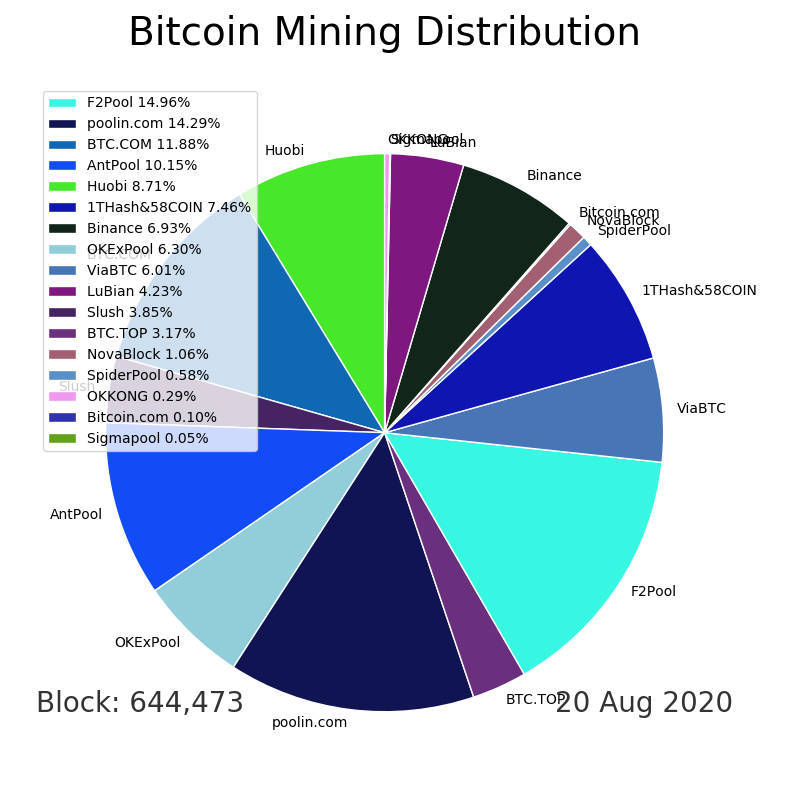 Bitcoin Mining Distribution
F2Pool 14.96%
poolin.com 14.29%
BTC.COM 11.88%
AntPool 10.15%
Huobi 8.71%
1THash&58COIN 7.46%
Binance 6.93%
OKExPool 6.30%
ViaBTC 6.01%
LuBian 4.23%
Slush 3.85%
BTC.TOP 3.17%
NovaBlock 1.06%
SpiderPool 0.58%
OKKONG 0.29%
Bitcoin.com 0.10%
Sigmapool 0.05%
OKKONG
Sigmapool
LuBian
Huobi
Binance
Bitcoin.com
NovaBlock
SpiderPool
BTC.COM
1THash&58COIN
Slush
ViaBTC
AntPool
F2Pool
OKExPool
BTC.TOP
poolin.com
Block: 644,473
20 Aug 2020